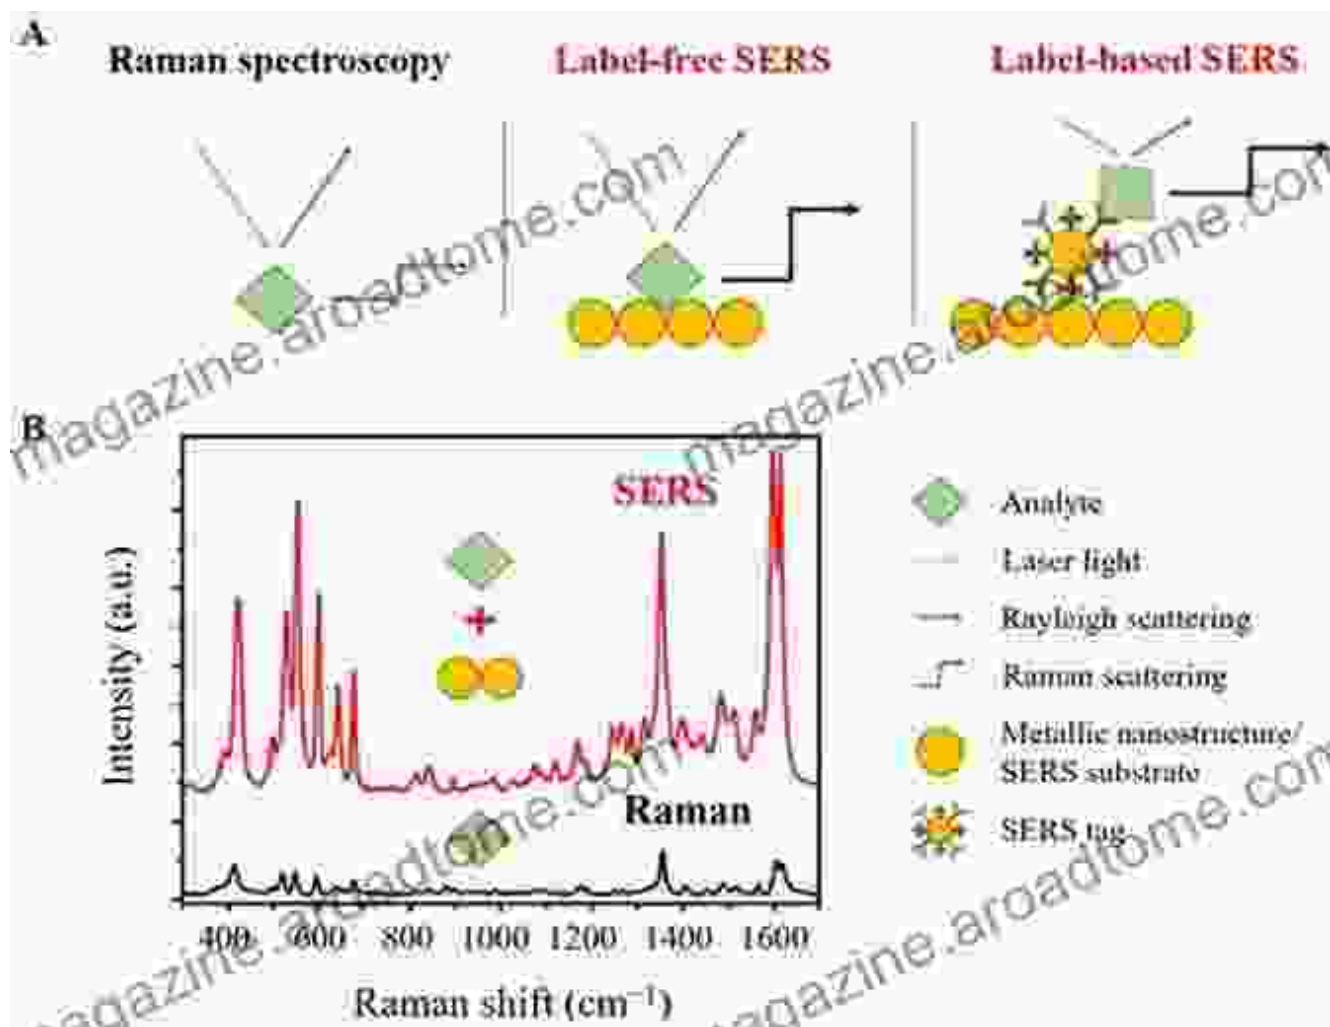 A
Raman spectroscopy
Label-free SERS
Label-based SERS
B
SERS
Raman
Intensity (a.u.)
400 600 800 1000 1200 1400 1600
Raman shift (cm⁻¹)
Analyte
Laser light
Rayleigh scattering
Raman scattering
Metallic nanostructure/
SERS substrate
SERS tag
magazine.aroadtome.com
magazine.aroadtome.com
magazine.aroadtome.com
magazine.aroadtome.com